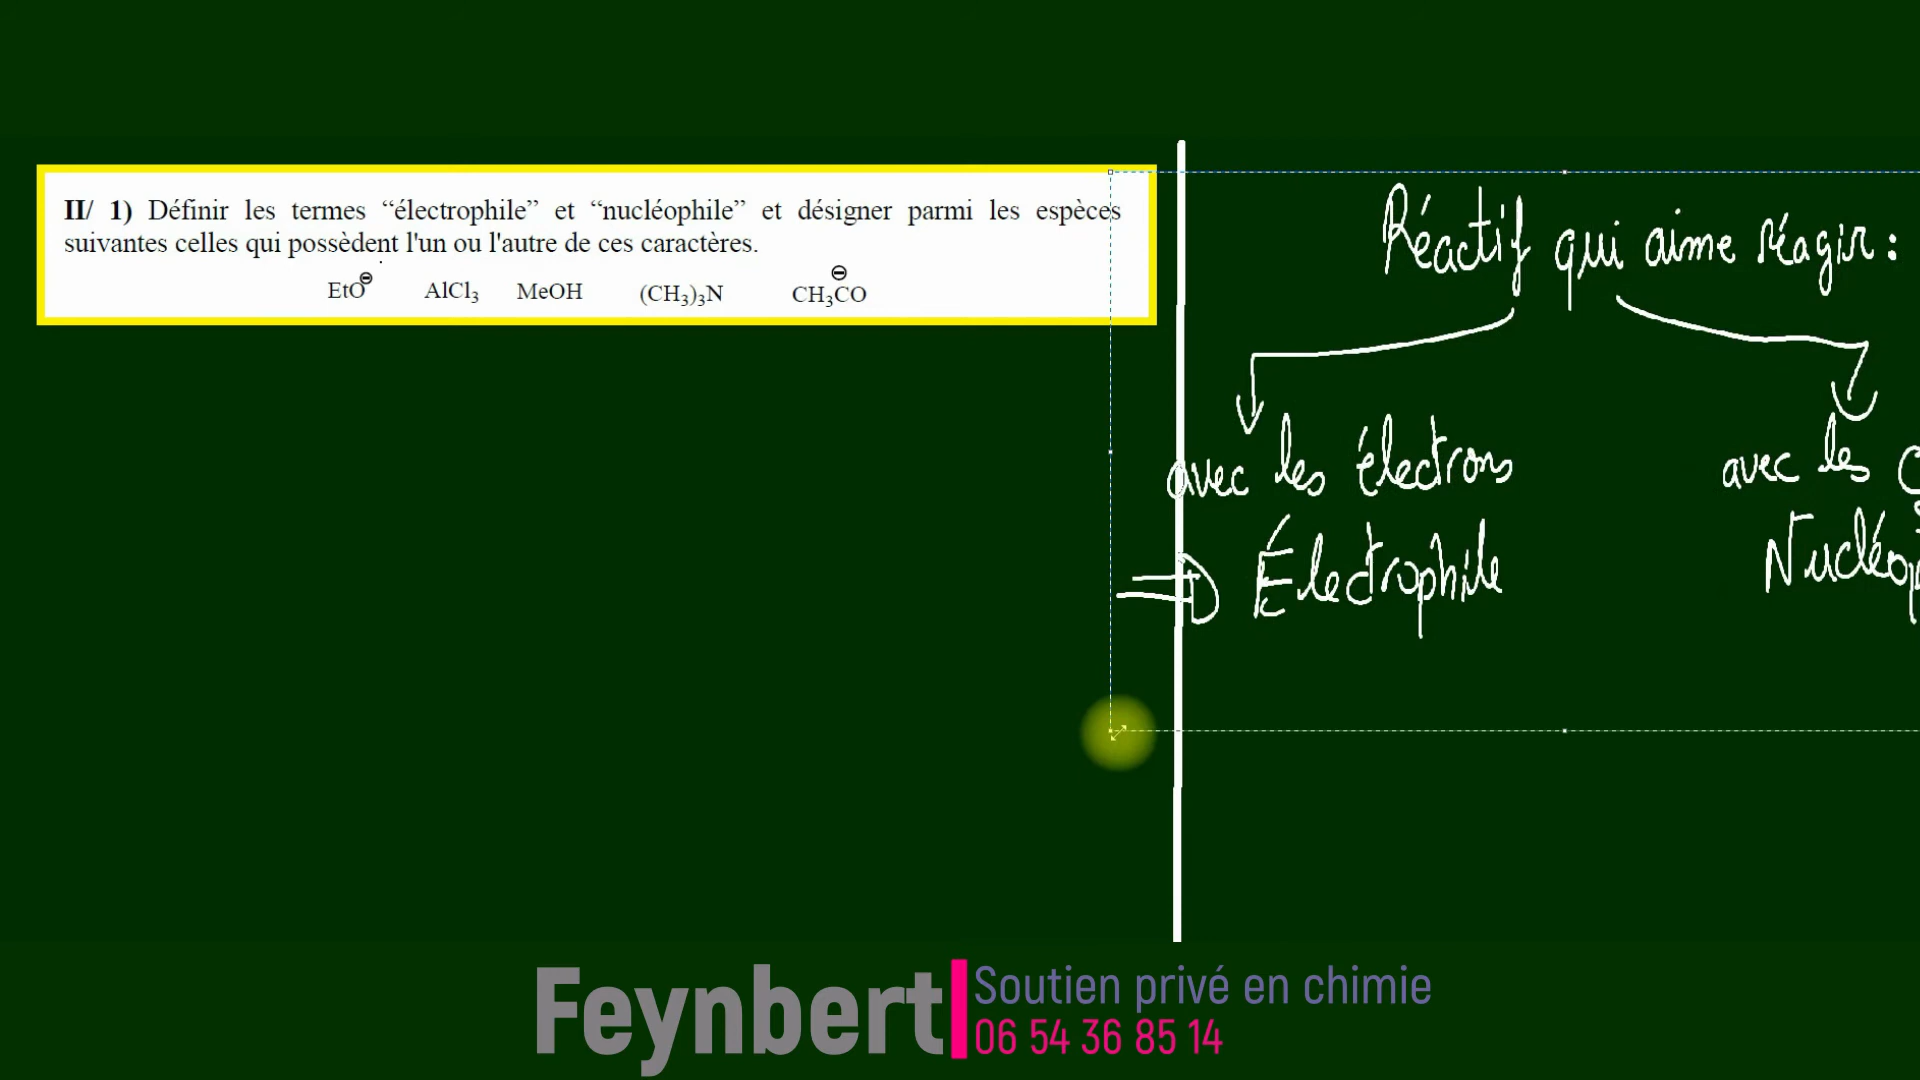 II/ 1) Définir les termes “électrophile” et “nucléophile” et désigner parmi les espèces
suivantes celles qui possèdent l'un ou l'autre de ces caractères.
EtO⊖ AlCl₃ MeOH (CH₃)₃N CH₃CO⊖
Réactif qui aime réagir :
avec les électrons
avec les
⇒ Électrophile
Feynbert
Soutien privé en chimie
06 54 36 85 14